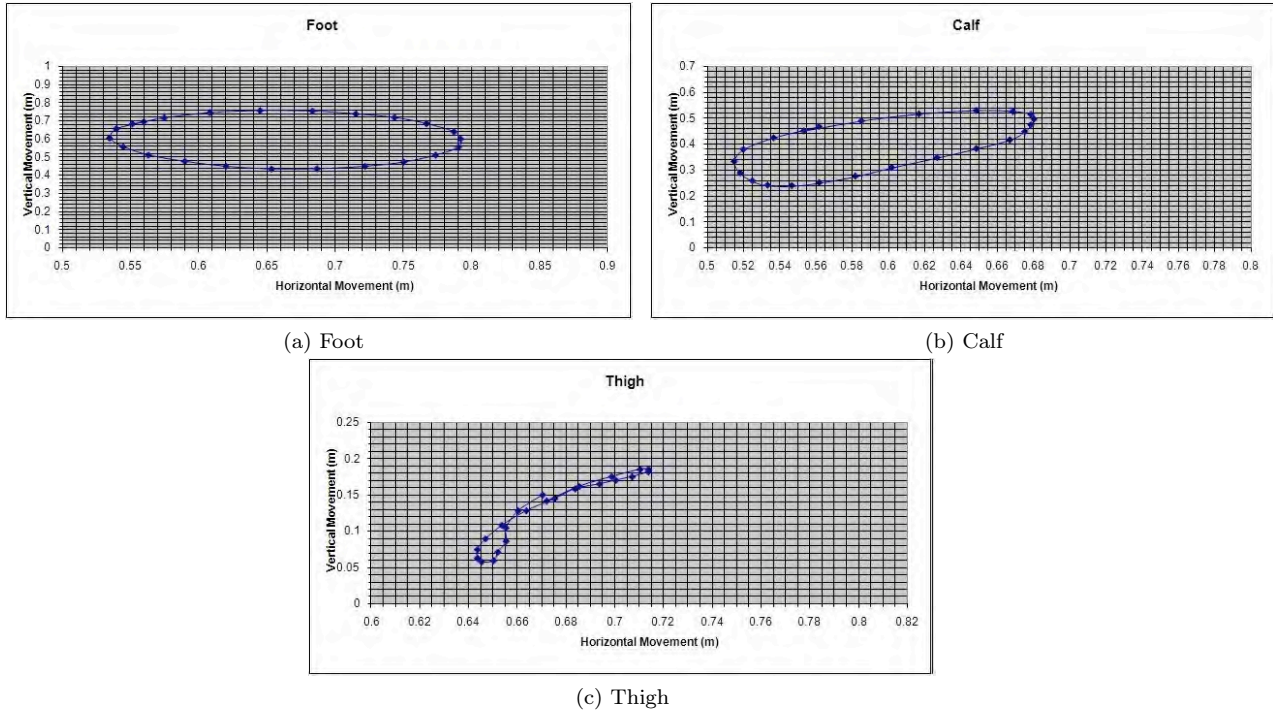 Foot
Vertical Movement (m)
1
0.9
0.8
0.7
0.6
0.5
0.4
0.3
0.2
0.1
0
0.5 0.55 0.6 0.65 0.7 0.75 0.8 0.85 0.9
Horizontal Movement (m)
(a) Foot
Calf
Vertical Movement (m)
0.7
0.6
0.5
0.4
0.3
0.2
0.1
0
0.5 0.52 0.54 0.56 0.58 0.6 0.62 0.64 0.66 0.68 0.7 0.72 0.74 0.76 0.78 0.8
Horizontal Movement (m)
(b) Calf
Thigh
Vertical Movement (m)
0.25
0.2
0.15
0.1
0.05
0
0.6 0.62 0.64 0.66 0.68 0.7 0.72 0.74 0.76 0.78 0.8 0.82
Horizontal Movement (m)
(c) Thigh